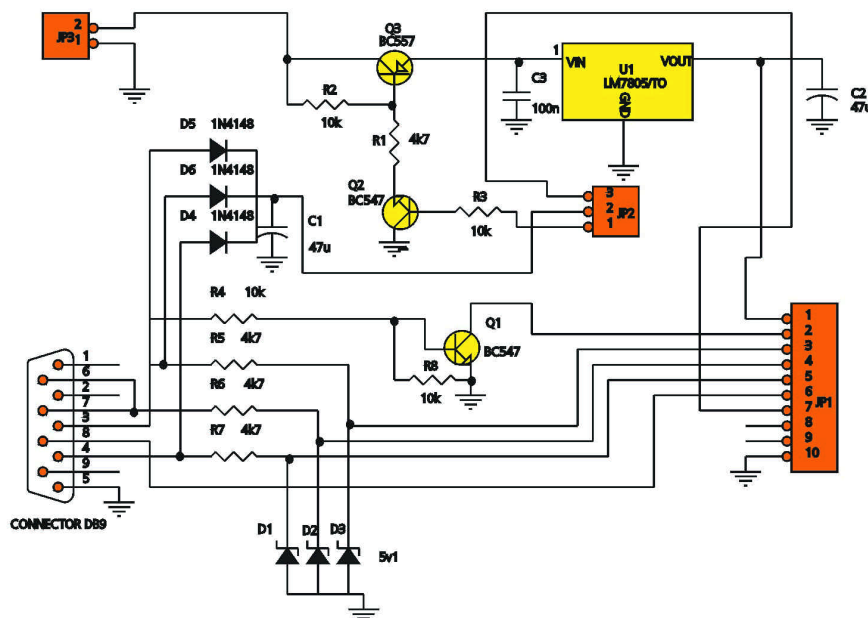 JP3
2
1
Q3
BC557
R2
10k
R1
4k7
1
VIN
VOUT
U1
LM7805/TO
GND
C3
100n
C2
47u
D5 1N4148
D6 1N4148
D4 1N4148
C1
47u
Q2
BC547
R3
10k
3
2
1
JP2
R4 10k
R5 4k7
R6 4k7
R7 4k7
Q1
BC547
R8
10k
1
6
2
7
3
8
4
9
5
CONNECTOR DB9
1
2
3
4
5
6
7
8
9
10
JP1
D1
D2
D3
5v1